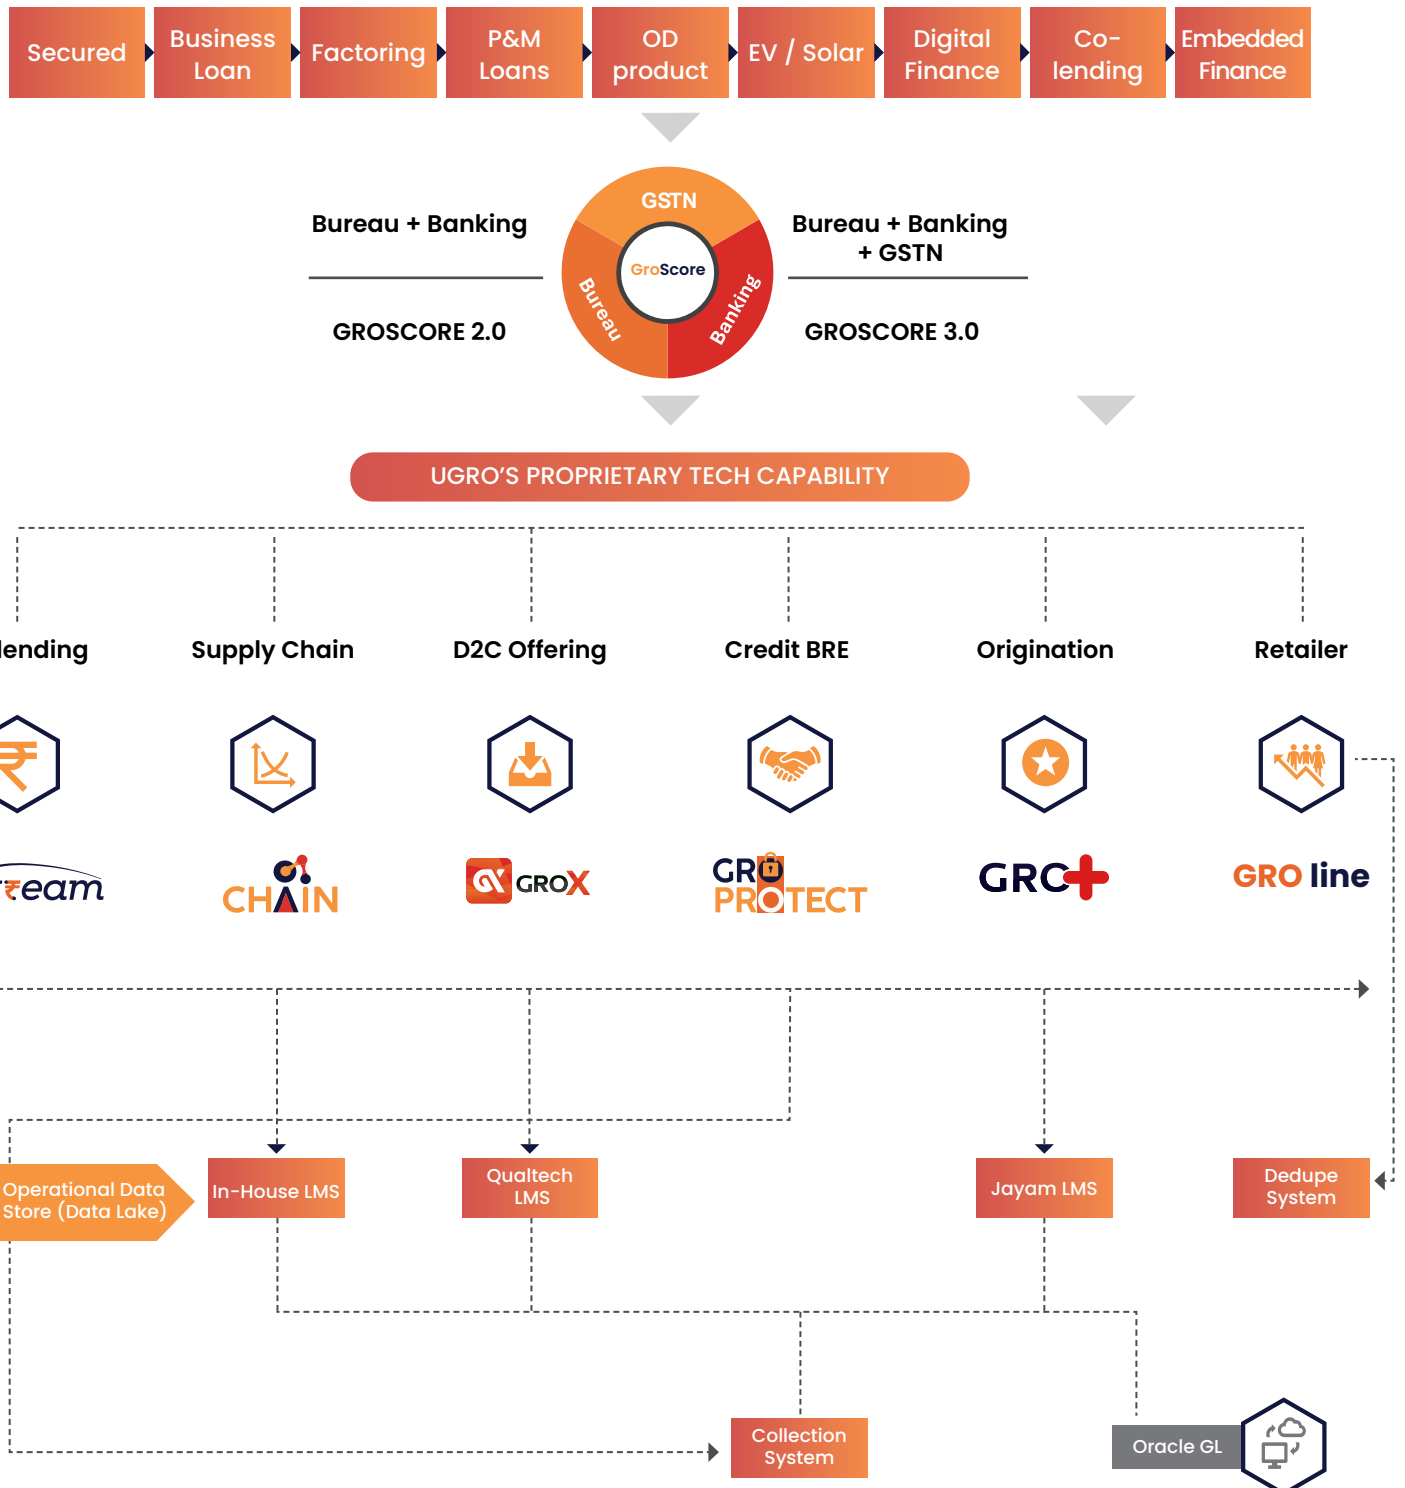 Secured
Business
Loan
Factoring
P&M
Loans
OD
product
EV / Solar
Digital
Finance
Co-
lending
Embedded
Finance
Bureau + Banking
GROSCORE 2.0
GSTN
Bureau
Banking
GroScore
Bureau + Banking
+ GSTN
GROSCORE 3.0
UGRO’S PROPRIETARY TECH CAPABILITY
lending
Supply Chain
D2C Offering
Credit BRE
Origination
Retailer
₹
₹eam
CHAIN
GROX
GRO
PROTECT
GRO+
GRO line
Operational Data
Store (Data Lake)
In-House LMS
Qualtech
LMS
Jayam LMS
Dedupe
System
Collection
System
Oracle GL